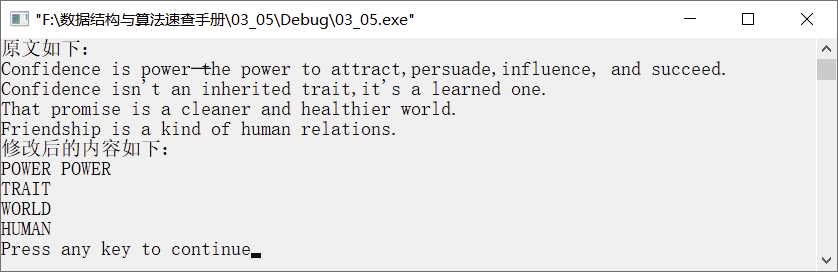 "F:\数据结构与算法速查手册\03_05\Debug\03_05.exe"
原文如下：
Confidence is power—the power to attract,persuade,influence, and succeed.
Confidence isn't an inherited trait,it's a learned one.
That promise is a cleaner and healthier world.
Friendship is a kind of human relations.
修改后的内容如下：
POWER POWER
TRAIT
WORLD
HUMAN
Press any key to continue